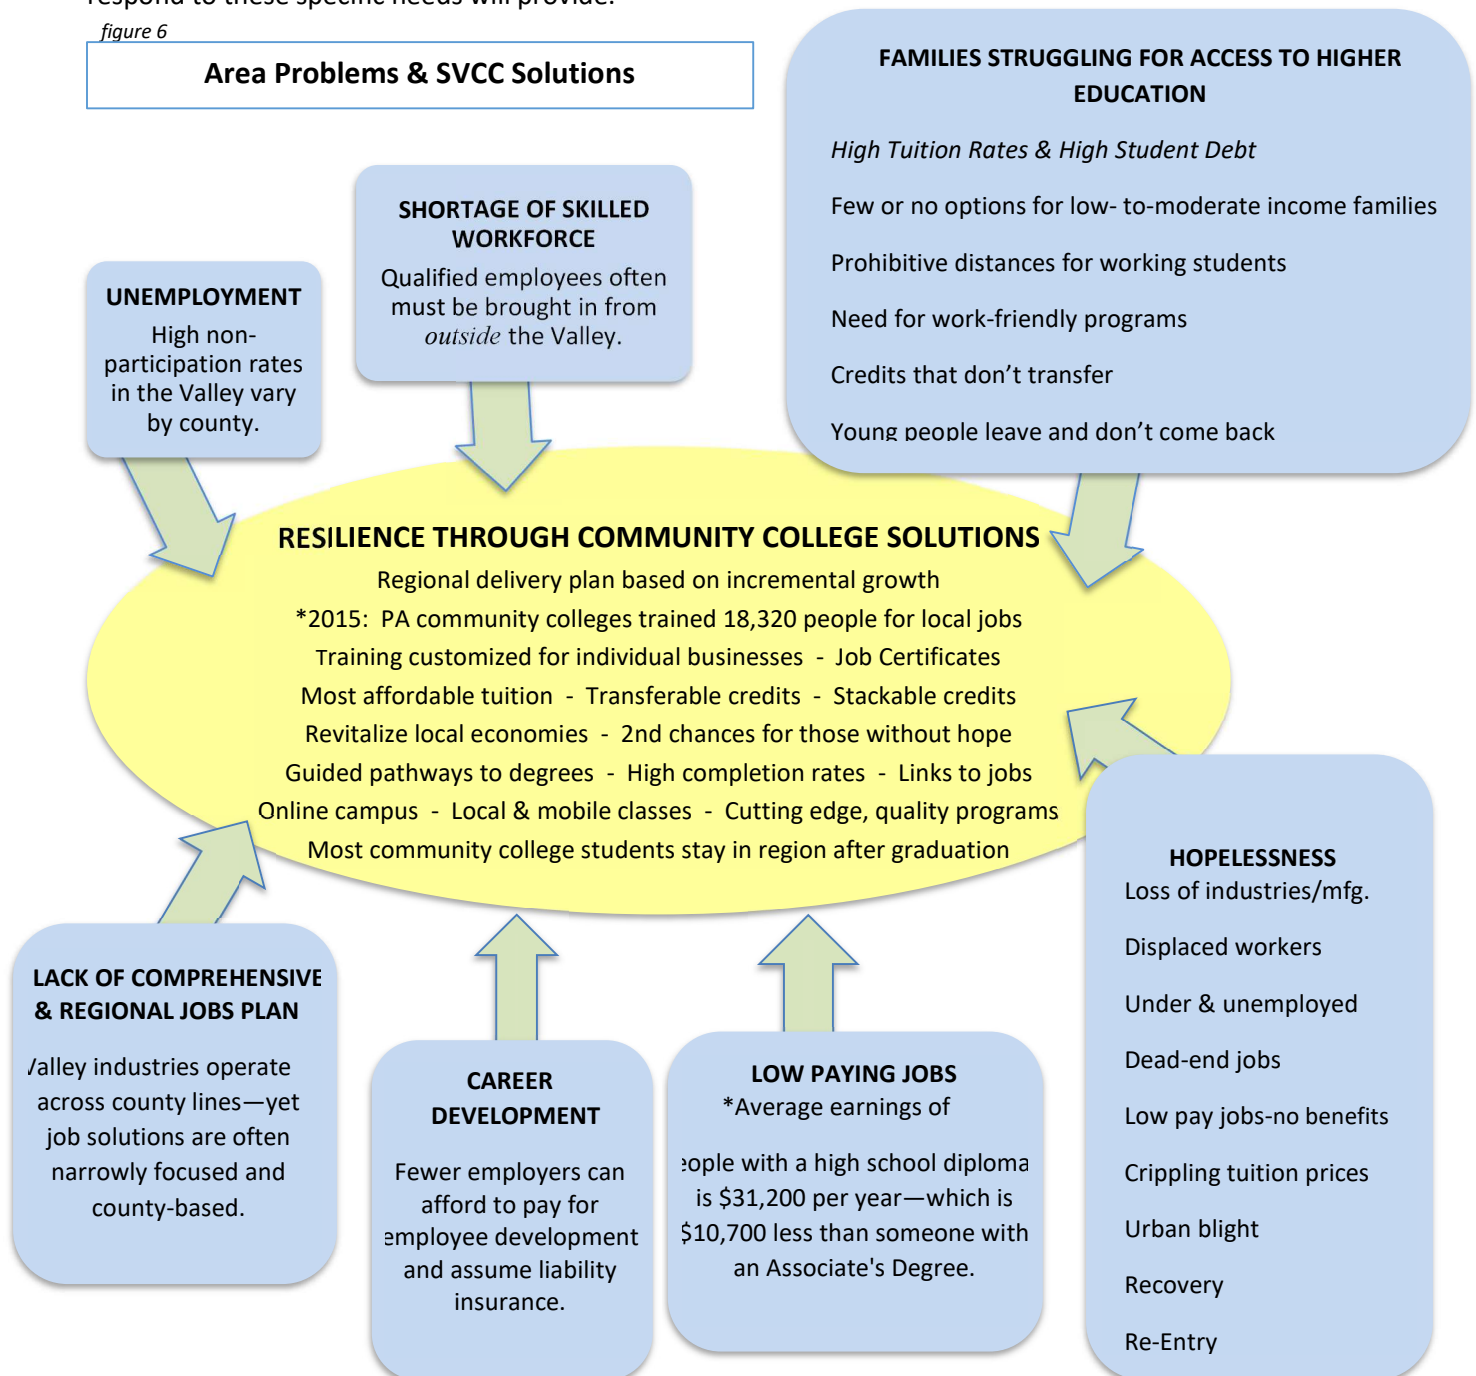 respond to these specific needs will provide.
figure 6
Area Problems & SVCC Solutions
FAMILIES STRUGGLING FOR ACCESS TO HIGHER
EDUCATION
High Tuition Rates & High Student Debt
Few or no options for low- to-moderate income families
Prohibitive distances for working students
Need for work-friendly programs
Credits that don’t transfer
Young people leave and don’t come back
SHORTAGE OF SKILLED
WORKFORCE
Qualified employees often
must be brought in from
outside the Valley.
UNEMPLOYMENT
High non-
participation rates
in the Valley vary
by county.
RESILIENCE THROUGH COMMUNITY COLLEGE SOLUTIONS
Regional delivery plan based on incremental growth
*2015: PA community colleges trained 18,320 people for local jobs
Training customized for individual businesses - Job Certificates
Most affordable tuition - Transferable credits - Stackable credits
Revitalize local economies - 2nd chances for those without hope
Guided pathways to degrees - High completion rates - Links to jobs
Online campus - Local & mobile classes - Cutting edge, quality programs
Most community college students stay in region after graduation
LACK OF COMPREHENSIVE
& REGIONAL JOBS PLAN
Valley industries operate
across county lines—yet
job solutions are often
narrowly focused and
county-based.
CAREER
DEVELOPMENT
Fewer employers can
afford to pay for
employee development
and assume liability
insurance.
LOW PAYING JOBS
*Average earnings of
eople with a high school diploma
is $31,200 per year—which is
$10,700 less than someone with
an Associate's Degree.
HOPELESSNESS
Loss of industries/mfg.
Displaced workers
Under & unemployed
Dead-end jobs
Low pay jobs-no benefits
Crippling tuition prices
Urban blight
Recovery
Re-Entry